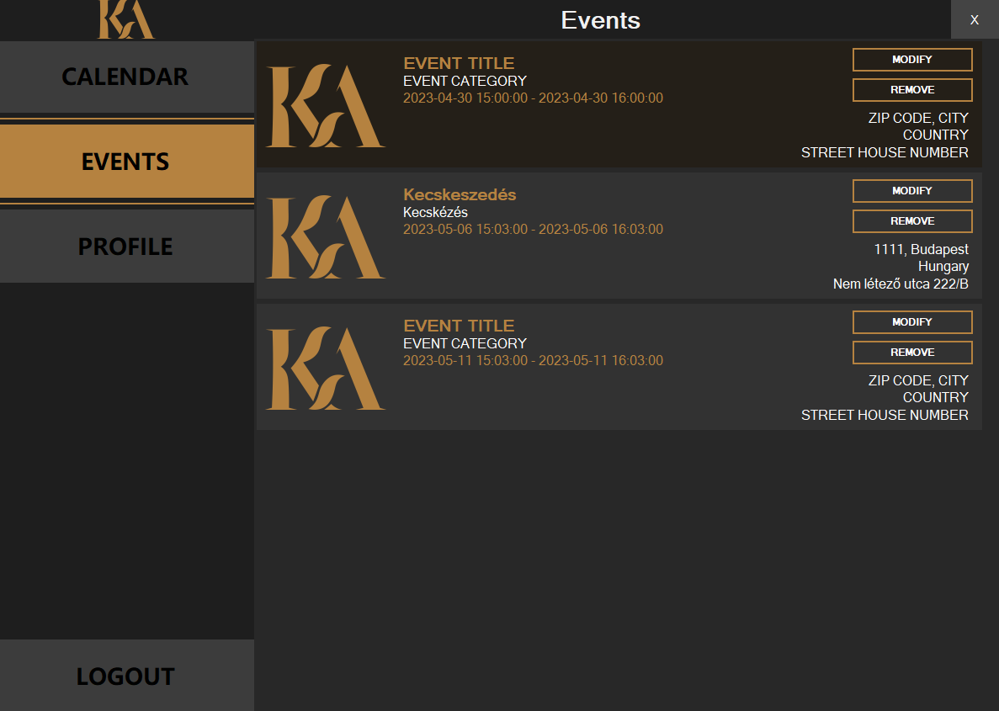 KA
Events
X
CALENDAR
EVENTS
PROFILE
LOGOUT
KA
EVENT TITLE
EVENT CATEGORY
2023-04-30 15:00:00 - 2023-04-30 16:00:00
MODIFY
REMOVE
ZIP CODE, CITY
COUNTRY
STREET HOUSE NUMBER
KA
Kecskeszedés
Kecskézés
2023-05-06 15:03:00 - 2023-05-06 16:03:00
MODIFY
REMOVE
1111, Budapest
Hungary
Nem létező utca 222/B
KA
EVENT TITLE
EVENT CATEGORY
2023-05-11 15:03:00 - 2023-05-11 16:03:00
MODIFY
REMOVE
ZIP CODE, CITY
COUNTRY
STREET HOUSE NUMBER